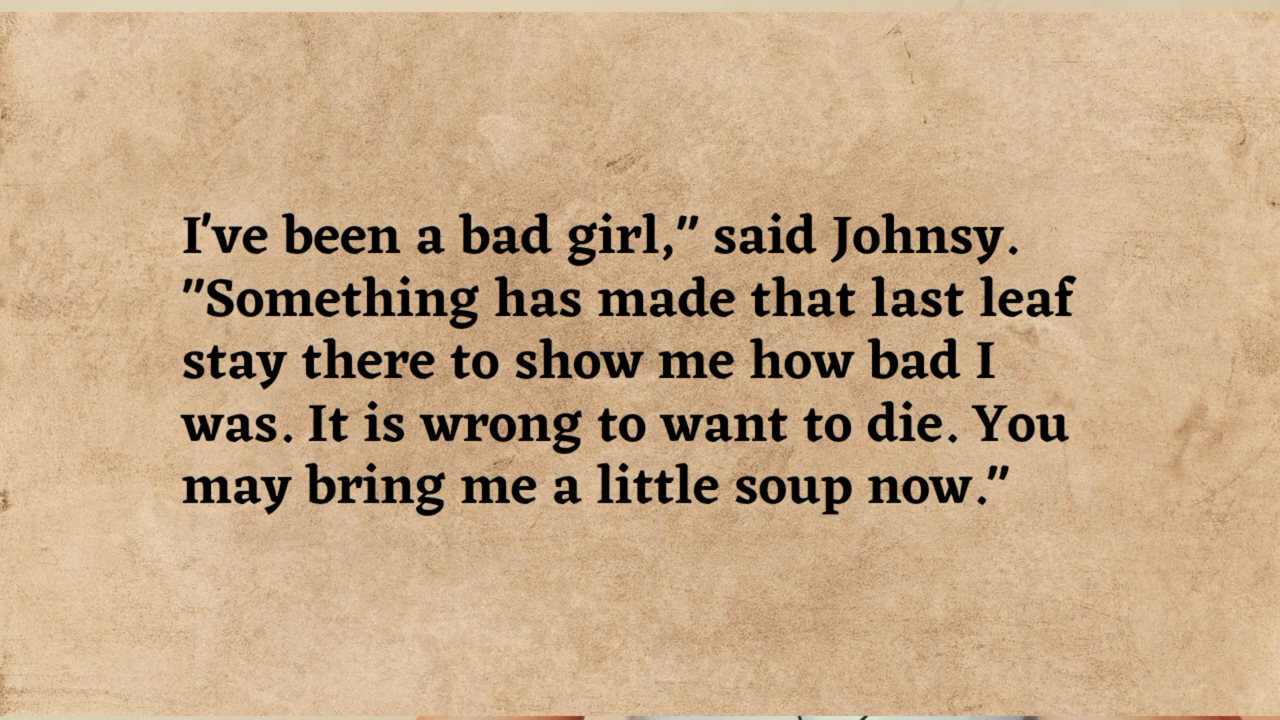 I've been a bad girl," said Johnsy.
"Something has made that last leaf
stay there to show me how bad I
was. It is wrong to want to die. You
may bring me a little soup now."